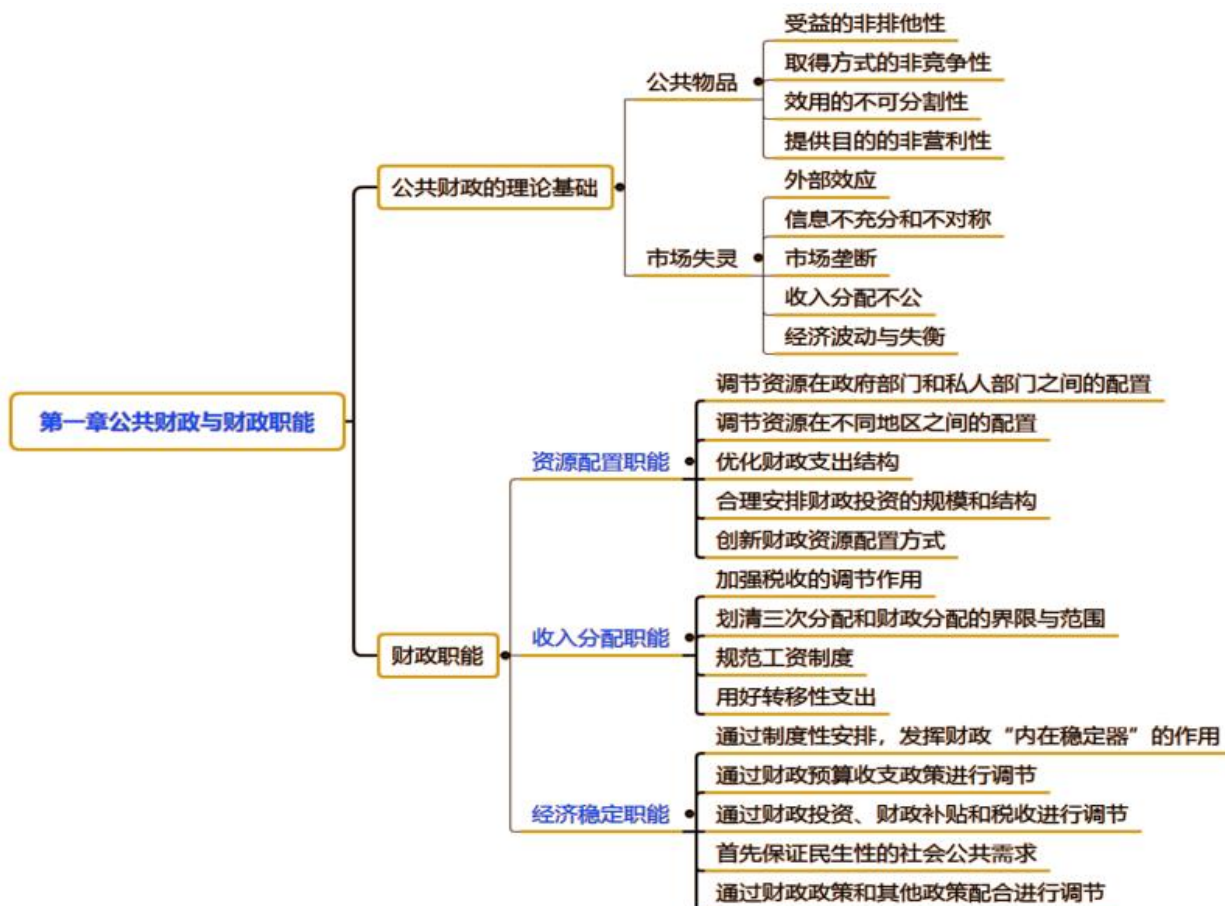 第一章公共财政与财政职能
公共财政的理论基础
公共物品
受益的非排他性
取得方式的非竞争性
效用的不可分割性
提供目的的非营利性
市场失灵
外部效应
信息不充分和不对称
市场垄断
收入分配不公
经济波动与失衡
财政职能
资源配置职能
调节资源在政府部门和私人部门之间的配置
调节资源在不同地区之间的配置
优化财政支出结构
合理安排财政投资的规模和结构
创新财政资源配置方式
收入分配职能
加强税收的调节作用
划清三次分配和财政分配的界限与范围
规范工资制度
用好转移性支出
经济稳定职能
通过制度性安排，发挥财政“内在稳定器”的作用
通过财政预算收支政策进行调节
通过财政投资、财政补贴和税收进行调节
首先保证民生性的社会公共需求
通过财政政策和其他政策配合进行调节